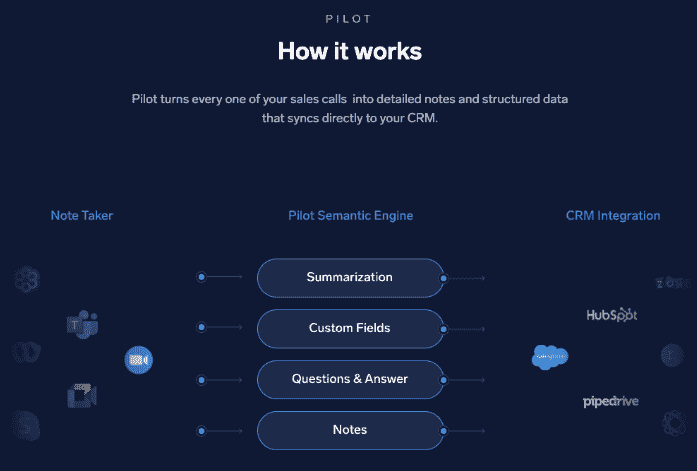 PILOT
How it works
Pilot turns every one of your sales calls into detailed notes and structured data
that syncs directly to your CRM.
Note Taker
Pilot Semantic Engine
CRM Integration
Summarization
Custom Fields
Questions & Answer
Notes
HubSpot
salesforce
pipedrive